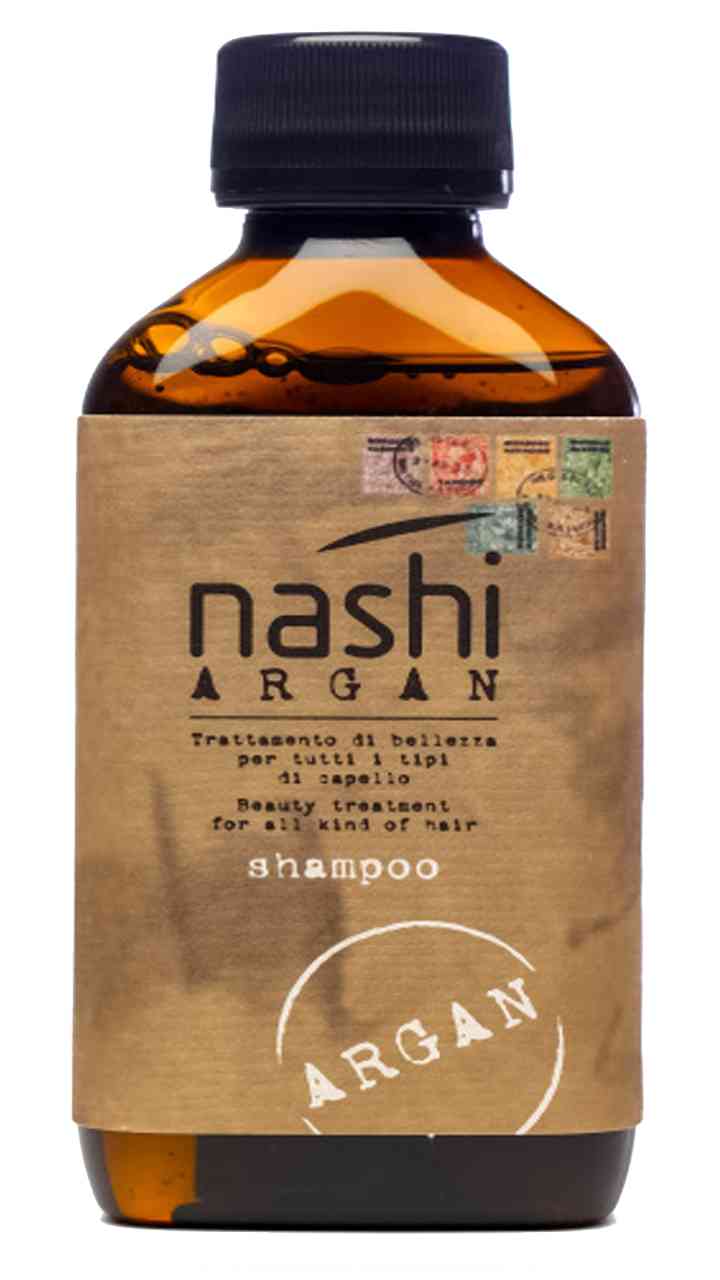 nashi
ARGAN
Trattamento di bellezza
per tutti i tipi
di capello
Beauty treatment
for all kind of hair
shampoo
ARGAN